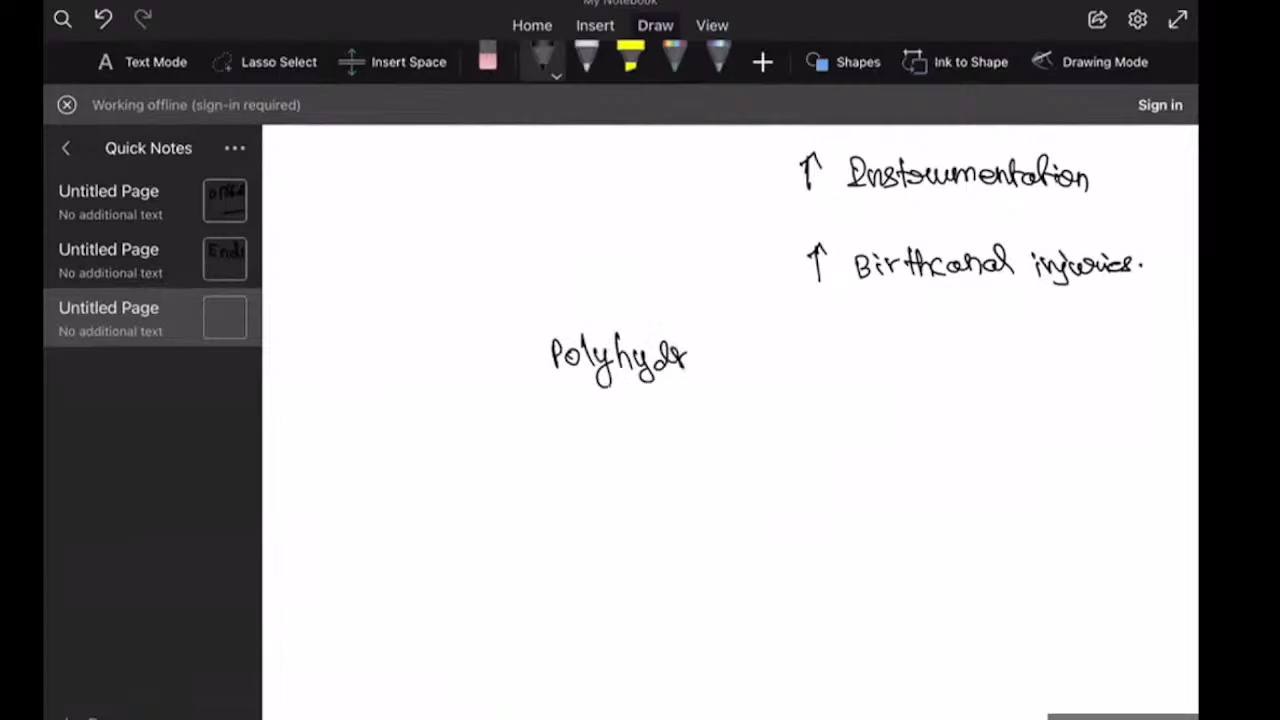 My Notebook
Home Insert Draw View
Text Mode Lasso Select Insert Space Shapes Ink to Shape Drawing Mode
Working offline (sign-in required) Sign in
Quick Notes
Untitled Page
No additional text
Untitled Page
No additional text
Untitled Page
No additional text
↑ Instrumentation
↑ Birthcanal injuries.
Polyhydr